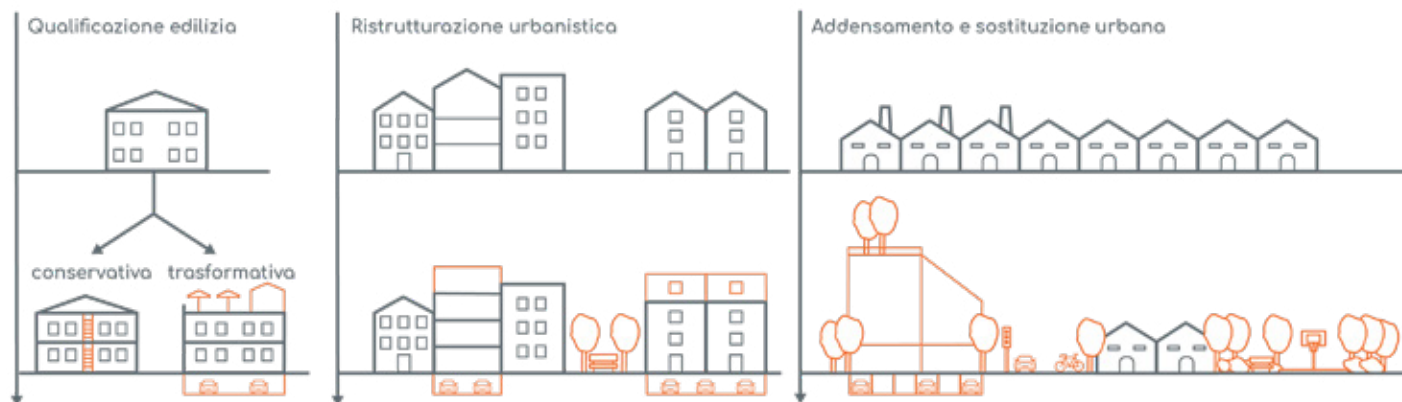 Qualificazione edilizia
Ristrutturazione urbanistica
Addensamento e sostituzione urbana
conservativa
trasformativa